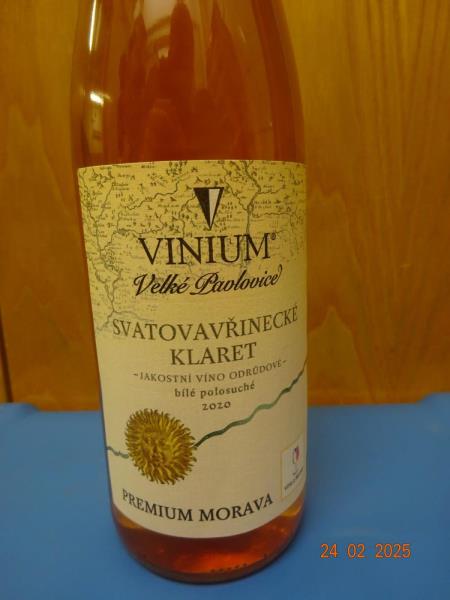 VINIUM®
Velké Pavlovice
SVATOVAVŘINECKÉ
KLARET
– JAKOSTNÍ VÍNO ODRŮDOVÉ –
bílé polosuché
2020
PREMIUM MORAVA
24 02 2025